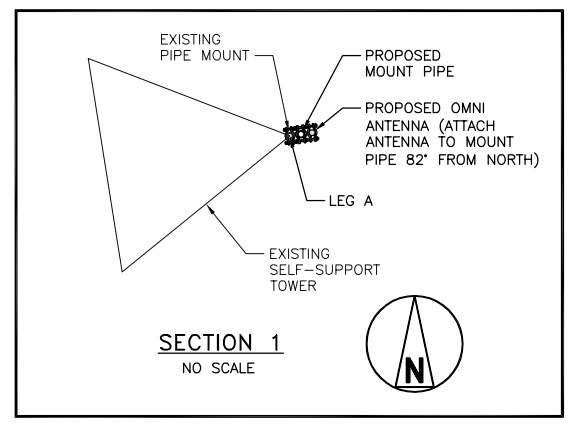 EXISTING
PIPE MOUNT
PROPOSED
MOUNT PIPE
PROPOSED OMNI
ANTENNA (ATTACH
ANTENNA TO MOUNT
PIPE 82° FROM NORTH)
LEG A
EXISTING
SELF-SUPPORT
TOWER
SECTION 1
NO SCALE
N